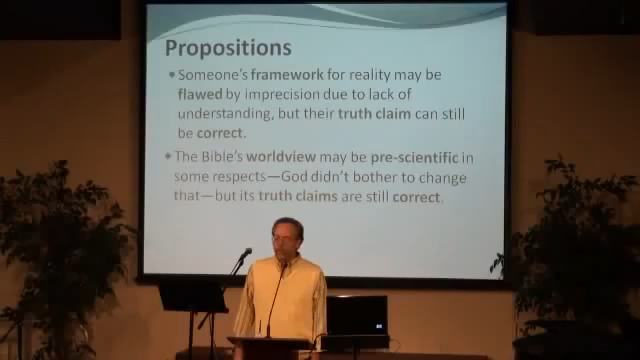 Propositions
• Someone's framework for reality may be
flawed by imprecision due to lack of
understanding, but their truth claim can still
be correct.
• The Bible's worldview may be pre-scientific in
some respects—God didn't bother to change
that—but its truth claims are still correct.